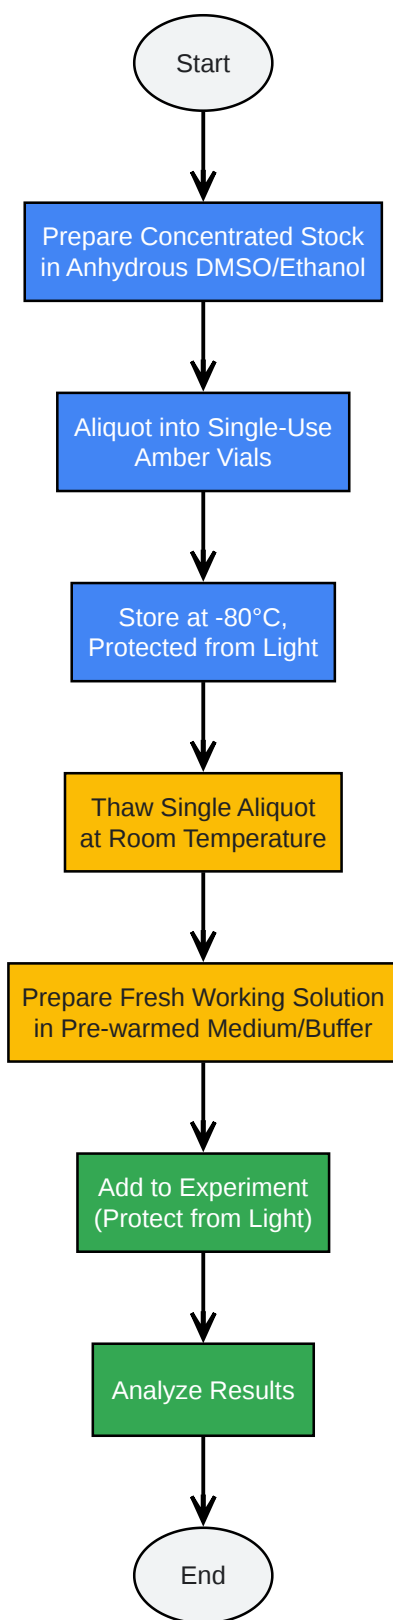 Start
Prepare Concentrated Stock
in Anhydrous DMSO/Ethanol
Aliquot into Single-Use
Amber Vials
Store at -80°C,
Protected from Light
Thaw Single Aliquot
at Room Temperature
Prepare Fresh Working Solution
in Pre-warmed Medium/Buffer
Add to Experiment
(Protect from Light)
Analyze Results
End